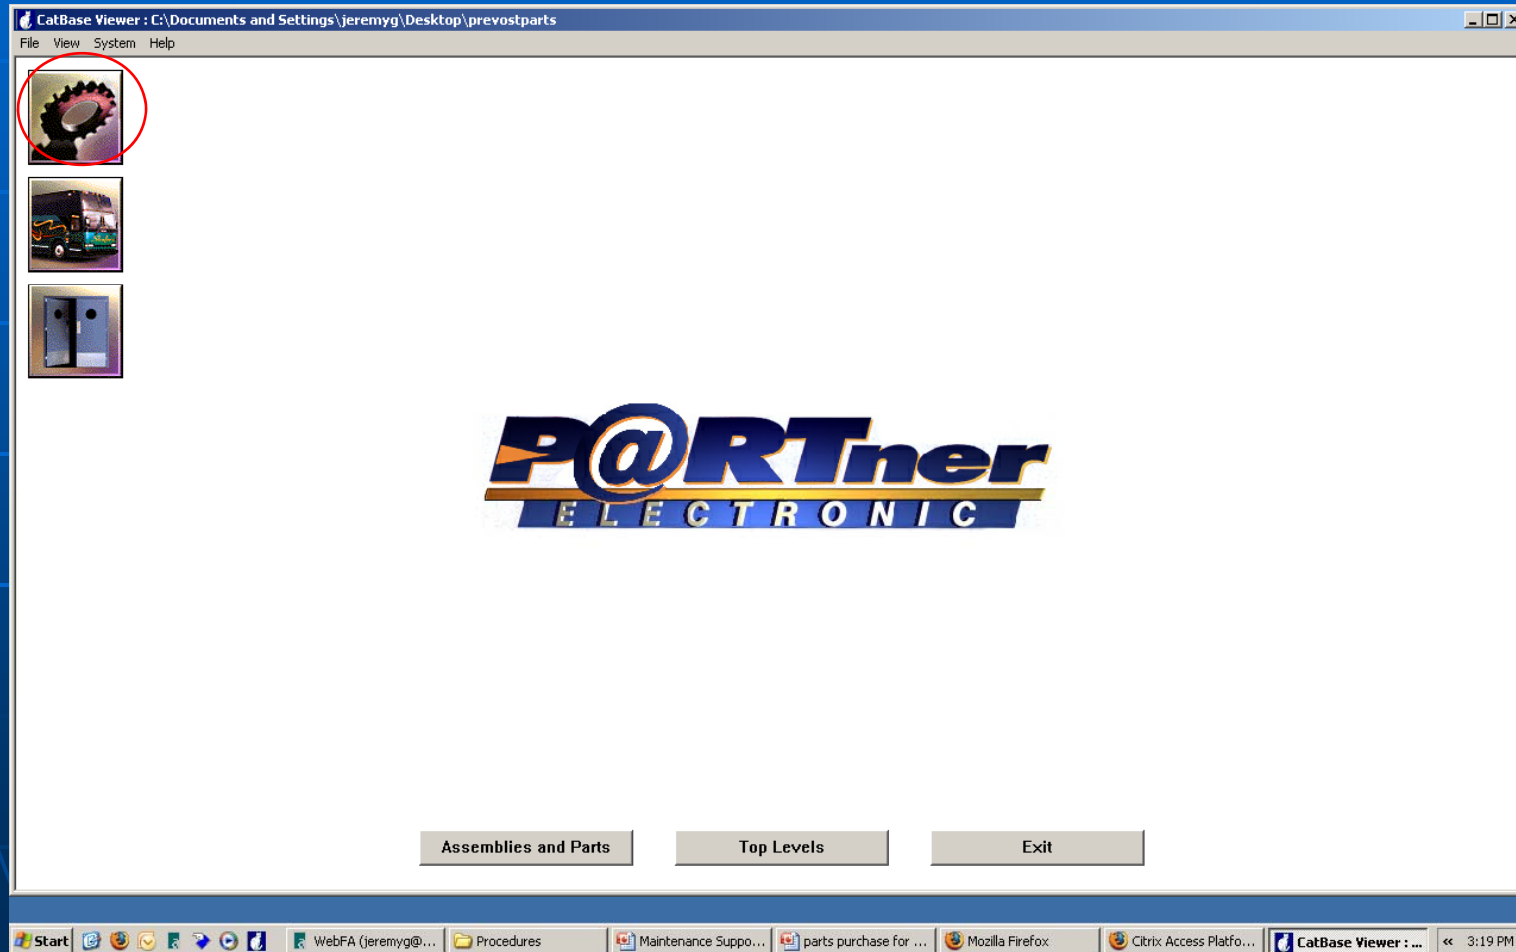 CatBase Viewer : C:\Documents and Settings\jeremyg\Desktop\prevostparts
File View System Help
P@RTner
ELECTRONIC
Assemblies and Parts Top Levels Exit
Start WebFA (jeremyg@... Procedures Maintenance Suppo... parts purchase for ... Mozilla Firefox Citrix Access Platfo... CatBase Viewer : ... « 3:19 PM